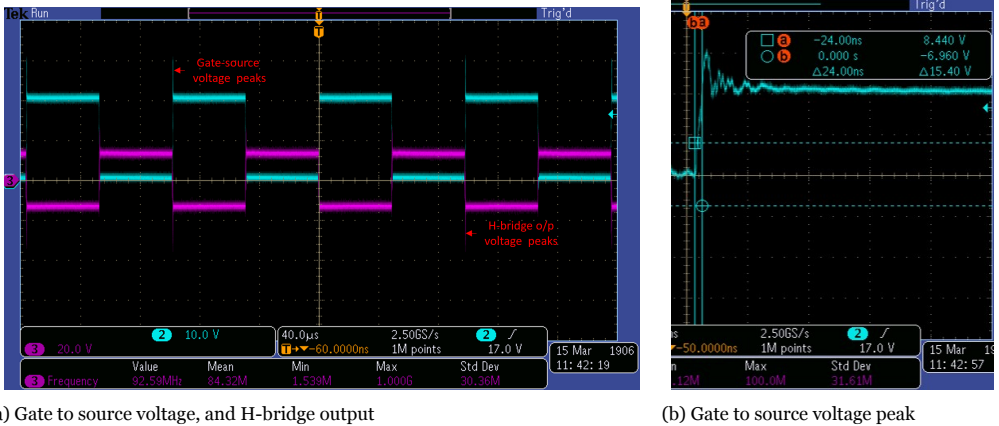 Tek Run
Trig'd
T
T
Gate-source
voltage peaks
3
H-bridge o/p
voltage peaks
2 10.0 V
3 20.0 V
40.0µs 2.50GS/s 2
T→▼-60.0000ns 1M points 17.0 V
Value Mean Min Max Std Dev
3 Frequency 92.59MHz 84.32M 1.539M 1.000G 30.36M
15 Mar 1906
11:42:19
) Gate to source voltage, and H-bridge output
Trig'd
b a
a -24.00ns 8.440 V
b 0.000 s -6.960 V
△24.00ns △15.40 V
s 2.50GS/s 2
▼-50.0000ns 1M points 17.0 V
n Max Std Dev
.12M 100.0M 31.61M
15 Mar 19
11:42:57
(b) Gate to source voltage peak